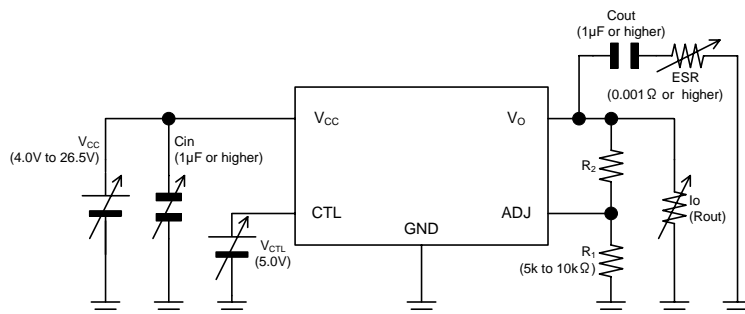 Cout
(1µF or higher)
ESR
(0.001Ω or higher)
VCC
VO
VCC
(4.0V to 26.5V)
Cin
(1µF or higher)
R2
Io
(Rout)
CTL
ADJ
GND
VCTL
(5.0V)
R1
(5k to 10kΩ)